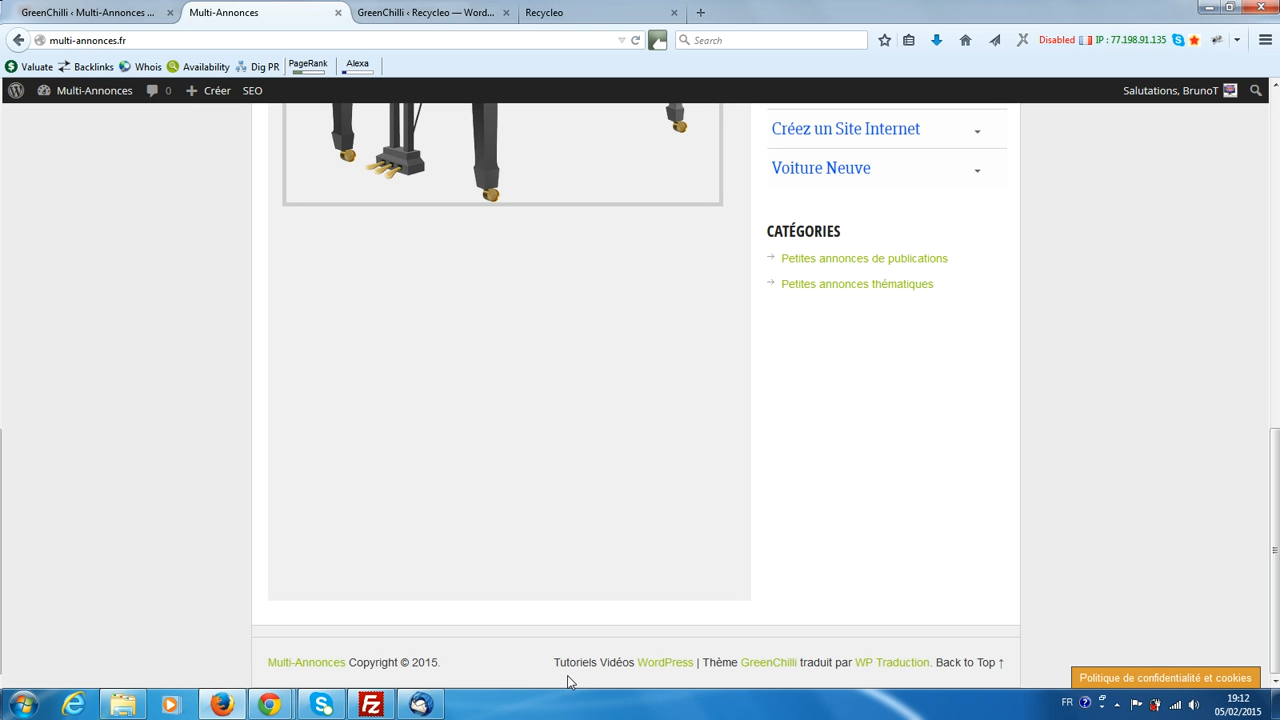 GreenChilli ‹ Multi-Annonces ... × Multi-Annonces × GreenChilli ‹ Recycleo — Word... × Recycleo × +
multi-annonces.fr Search Disabled IP : 77.198.91.135
Valuate Backlinks Whois Availability Dig PR PageRank Alexa
Multi-Annonces 0 + Créer SEO Salutations, BrunoT
Créez un Site Internet
Voiture Neuve
CATÉGORIES
Petites annonces de publications
Petites annonces thématiques
Multi-Annonces Copyright © 2015. Tutoriels Vidéos WordPress | Thème GreenChilli traduit par WP Traduction. Back to Top ↑
Politique de confidentialité et cookies
FR 19:12
05/02/2015